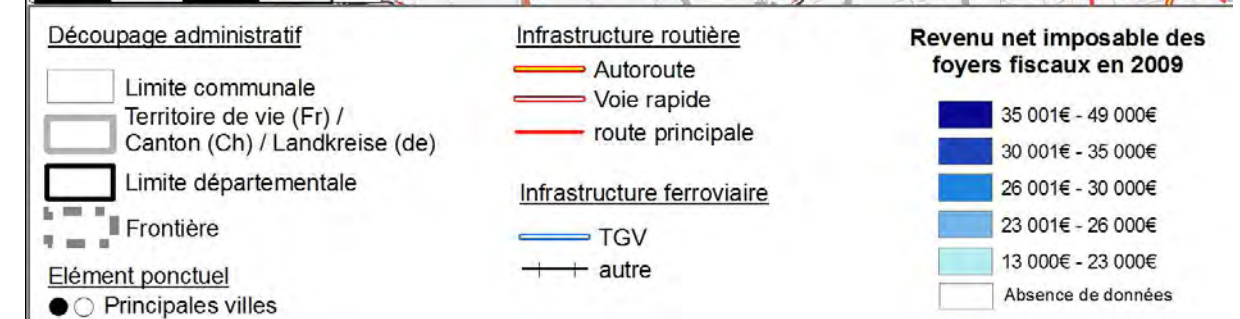 Découpage administratif
Limite communale
Territoire de vie (Fr) /
Canton (Ch) / Landkreise (de)
Limite départementale
Frontière
Elément ponctuel
Principales villes
Infrastructure routière
Autoroute
Voie rapide
route principale
Infrastructure ferroviaire
TGV
autre
Revenu net imposable des
foyers fiscaux en 2009
35 001€ - 49 000€
30 001€ - 35 000€
26 001€ - 30 000€
23 001€ - 26 000€
13 000€ - 23 000€
Absence de données